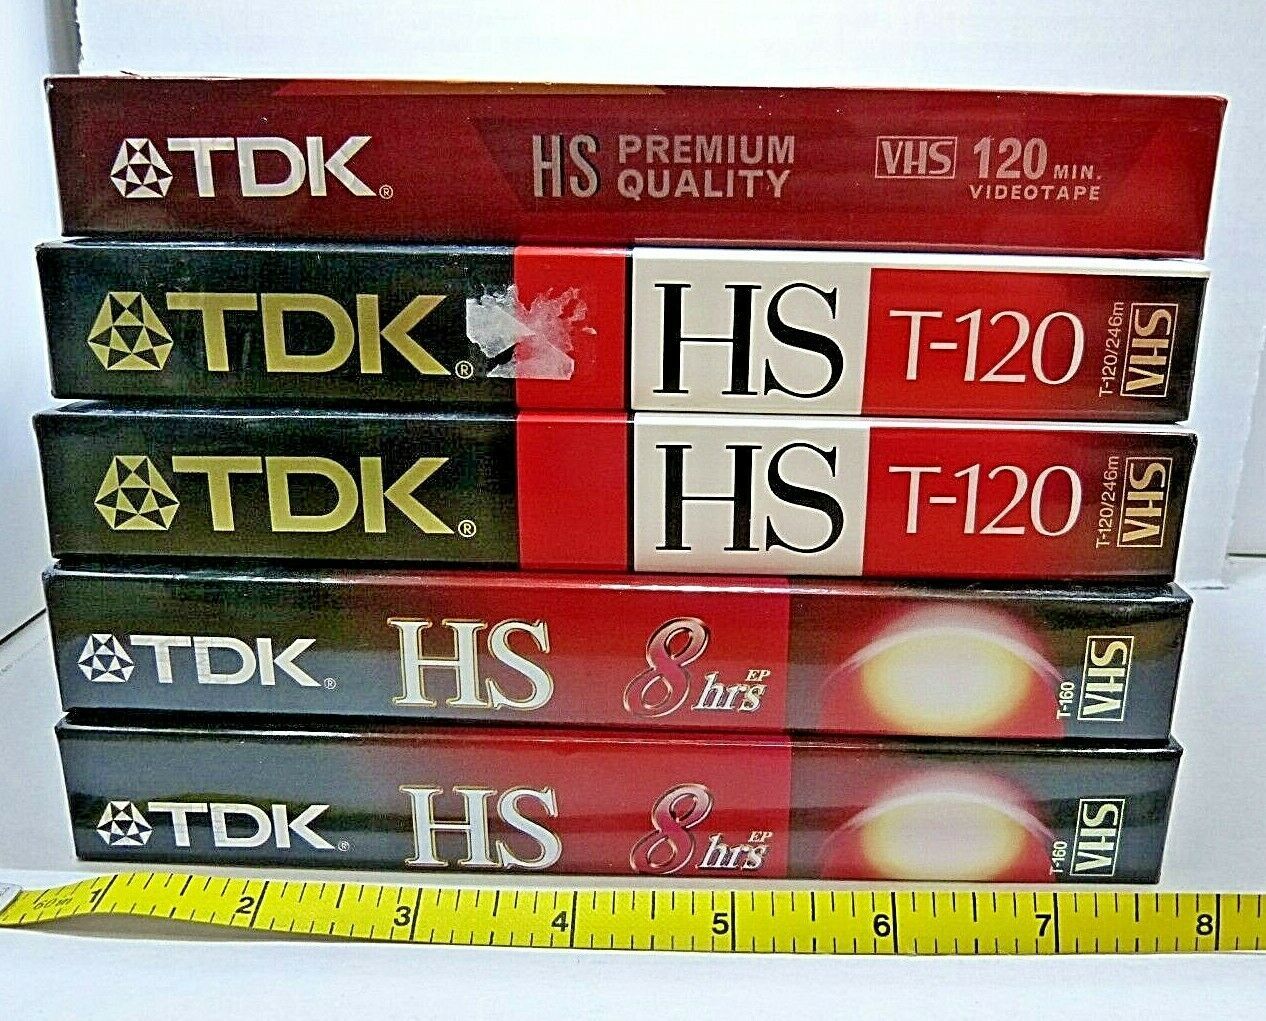 TDK® HS PREMIUM QUALITY VHS 120 MIN. VIDEOTAPE
TDK® HS T-120 T-120/246m VHS
TDK® HS T-120 T-120/246m VHS
TDK® HS 8 hrs EP T-160 VHS
TDK® HS 8 hrs EP T-160 VHS
1 2 3 4 5 6 7 8